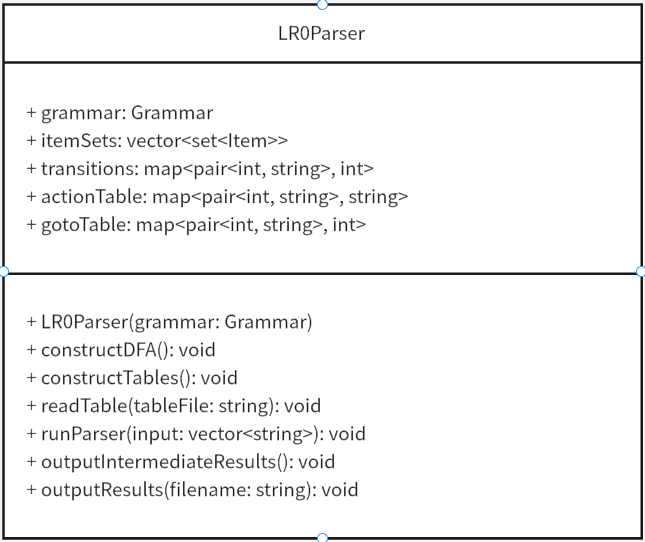 LR0Parser
+ grammar: Grammar
+ itemSets: vector<set<Item>>
+ transitions: map<pair<int, string>, int>
+ actionTable: map<pair<int, string>, string>
+ gotoTable: map<pair<int, string>, int>
+ LR0Parser(grammar: Grammar)
+ constructDFA(): void
+ constructTables(): void
+ readTable(tableFile: string): void
+ runParser(input: vector<string>): void
+ outputIntermediateResults(): void
+ outputResults(filename: string): void